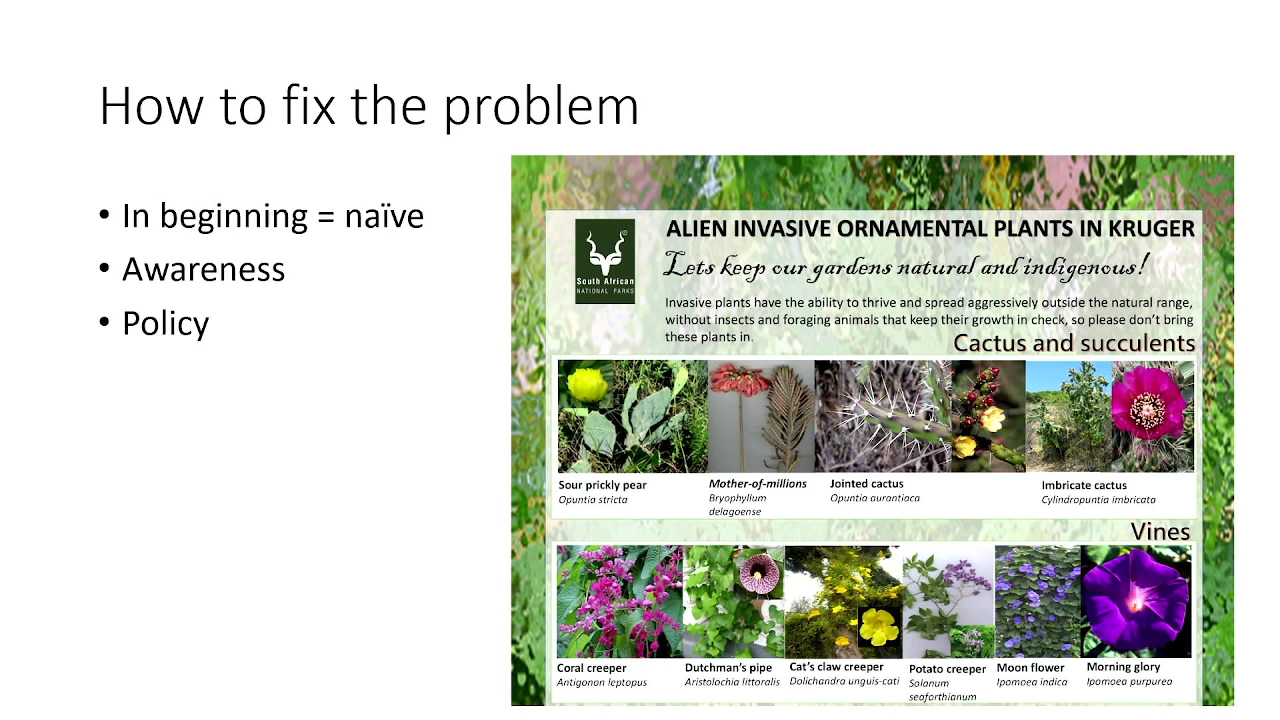 How to fix the problem
• In beginning = naïve
• Awareness
• Policy
South African
NATIONAL PARKS
ALIEN INVASIVE ORNAMENTAL PLANTS IN KRUGER
Lets keep our gardens natural and indigenous!
Invasive plants have the ability to thrive and spread aggressively outside the natural range,
without insects and foraging animals that keep their growth in check, so please don't bring
these plants in.
Cactus and succulents
Sour prickly pear
Opuntia stricta
Mother-of-millions
Bryophyllum
delagoense
Jointed cactus
Opuntia aurantiaca
Imbricate cactus
Cylindropuntia imbricata
Vines
Coral creeper
Antigonon leptopus
Dutchman's pipe
Aristolochia littoralis
Cat's claw creeper
Dolichandra unguis-cati
Potato creeper
Solanum
seaforthianum
Moon flower
Ipomoea indica
Morning glory
Ipomoea purpurea